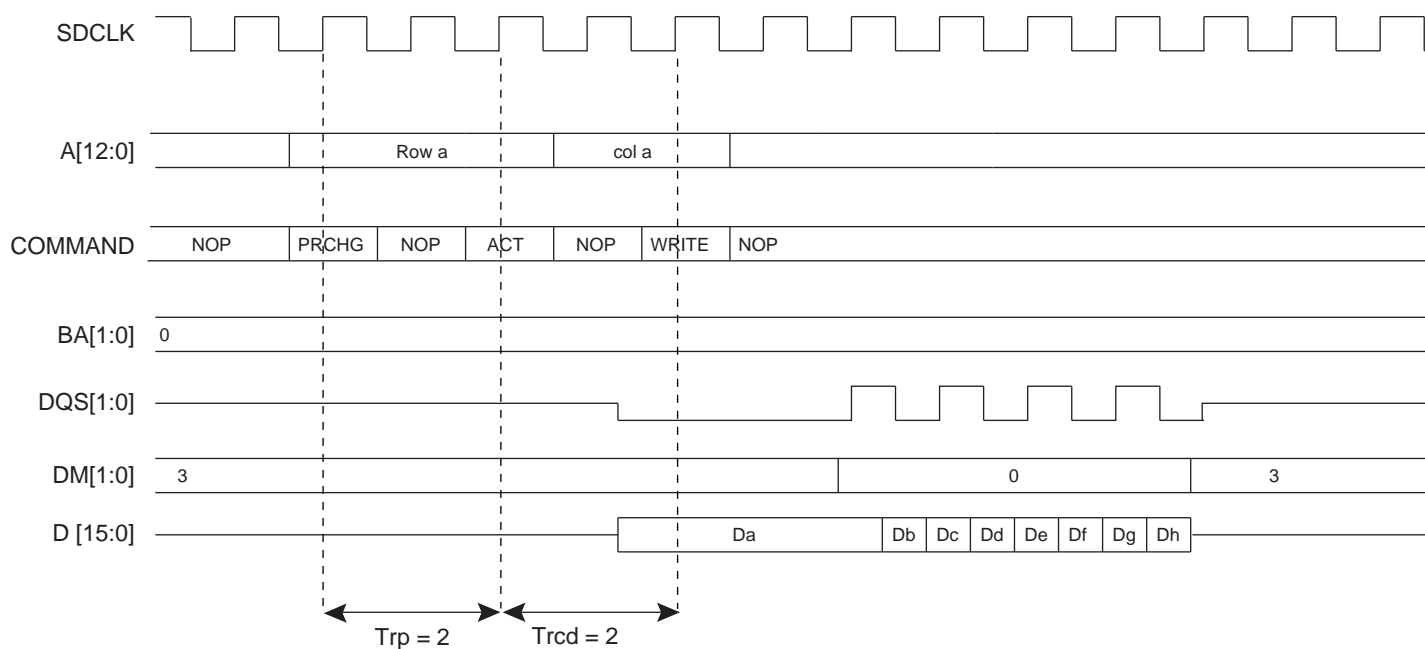 SDCLK
A[12:0] Row a col a
COMMAND NOP PRCHG NOP ACT NOP WRITE NOP
BA[1:0] 0
DQS[1:0]
DM[1:0] 3 0 3
D [15:0] Da Db Dc Dd De Df Dg Dh
Trp = 2 Trcd = 2